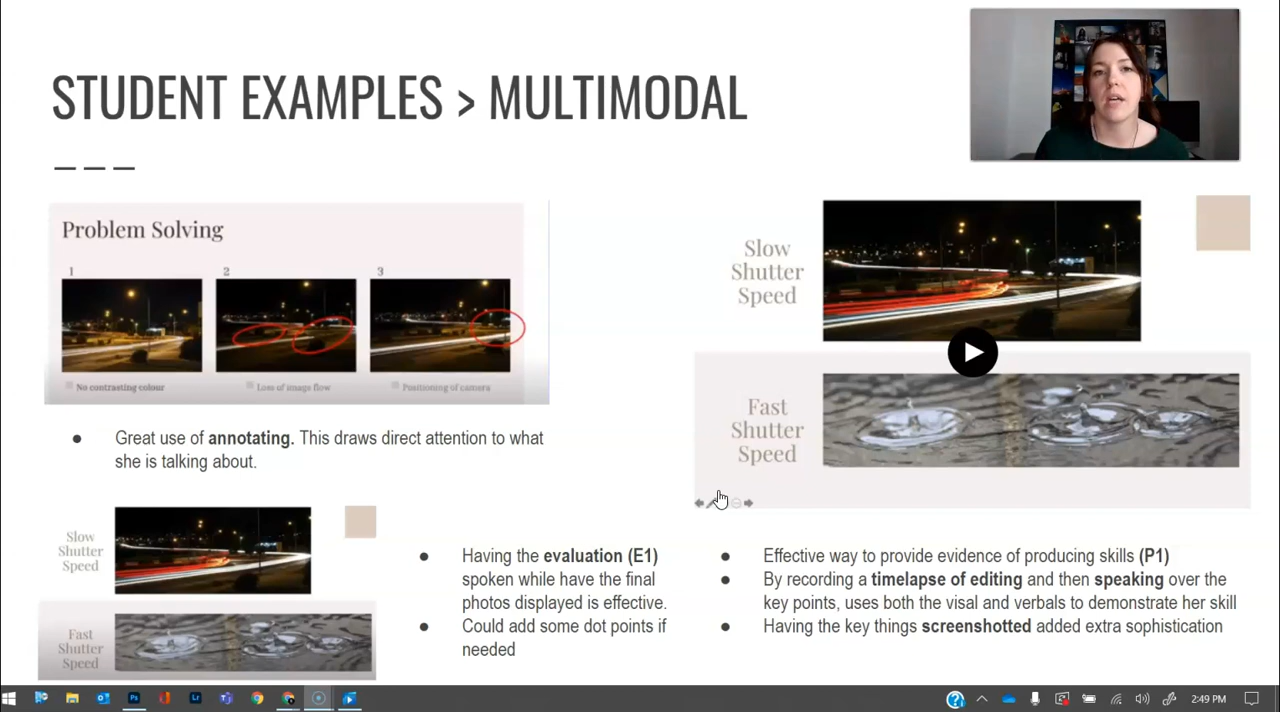 STUDENT EXAMPLES > MULTIMODAL
Problem Solving
1
2
3
No contrasting colour
Loss of image flow
Positioning of camera
● Great use of annotating. This draws direct attention to what
she is talking about.
Slow
Shutter
Speed
Fast
Shutter
Speed
Slow
Shutter
Speed
Fast
Shutter
Speed
● Having the evaluation (E1)
spoken while have the final
photos displayed is effective.
● Could add some dot points if
needed
● Effective way to provide evidence of producing skills (P1)
● By recording a timelapse of editing and then speaking over the
key points, uses both the visal and verbals to demonstrate her skill
● Having the key things screenshotted added extra sophistication
Ps
Lr
2:49 PM